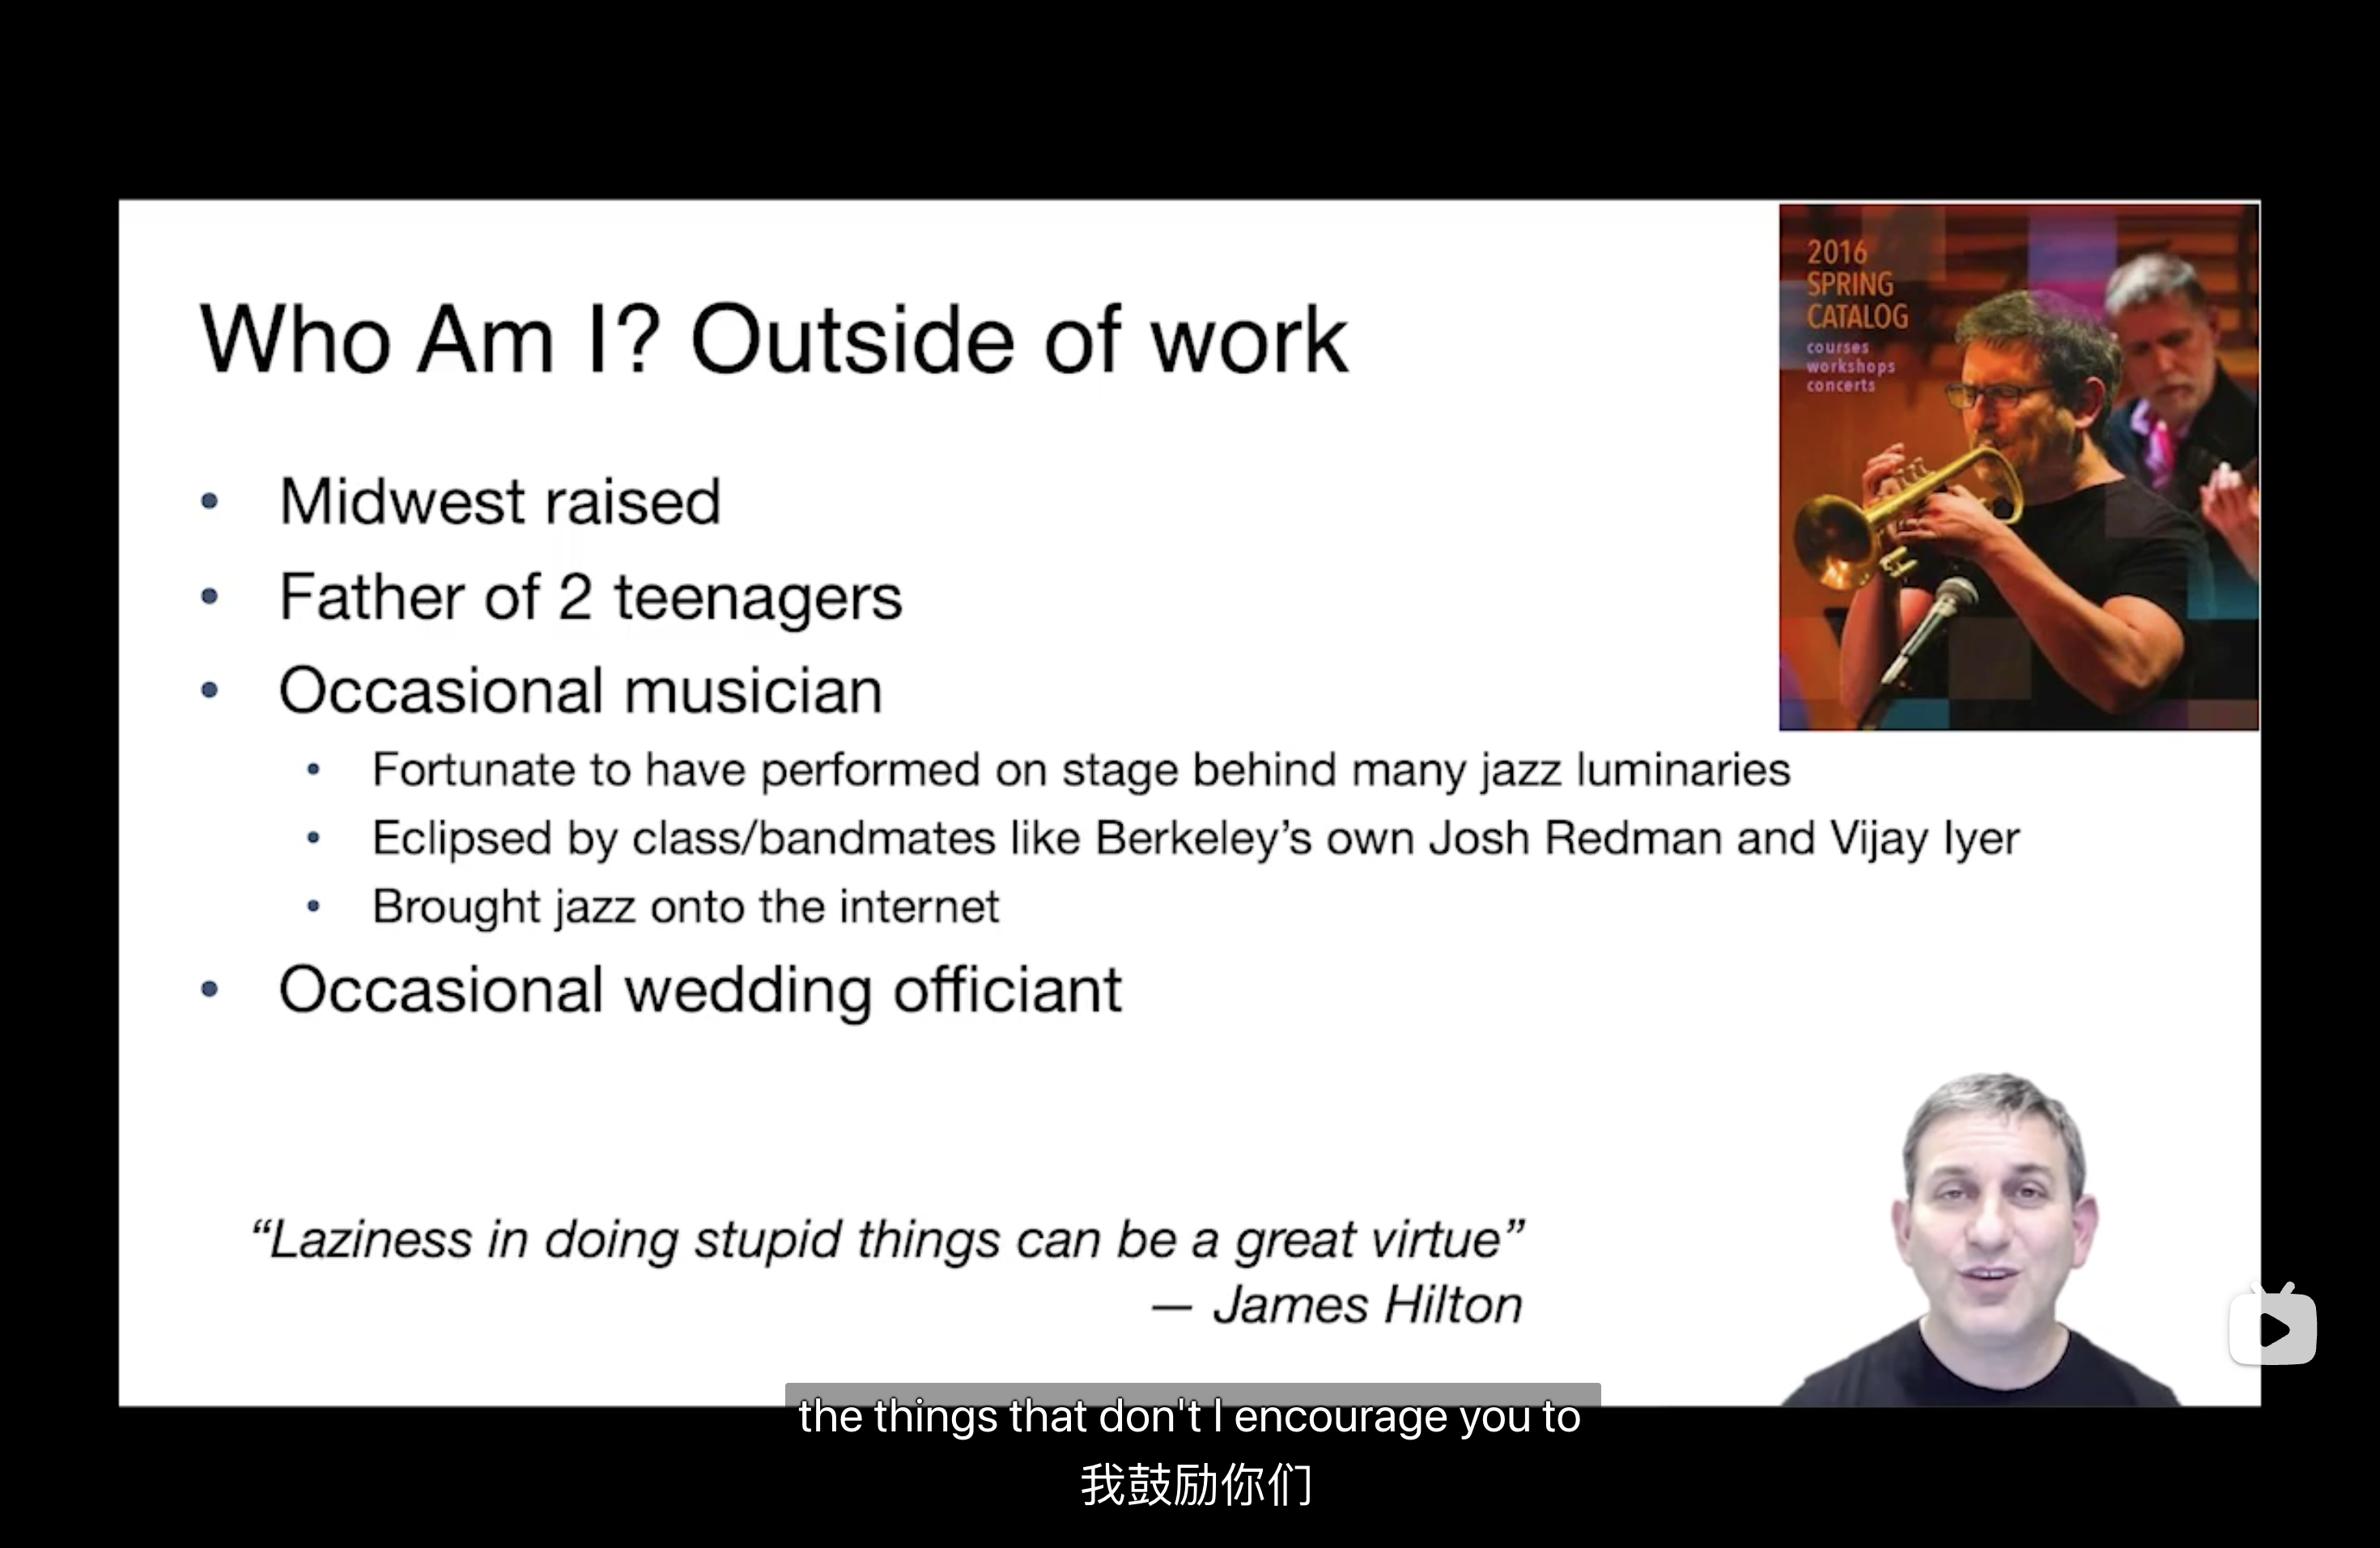 Who Am I? Outside of work
2016
SPRING
CATALOG
courses
workshops
concerts
• Midwest raised
• Father of 2 teenagers
• Occasional musician
• Fortunate to have performed on stage behind many jazz luminaries
• Eclipsed by class/bandmates like Berkeley’s own Josh Redman and Vijay Iyer
• Brought jazz onto the internet
• Occasional wedding officiant
“Laziness in doing stupid things can be a great virtue”
— James Hilton
the things that don't I encourage you to
我鼓励你们